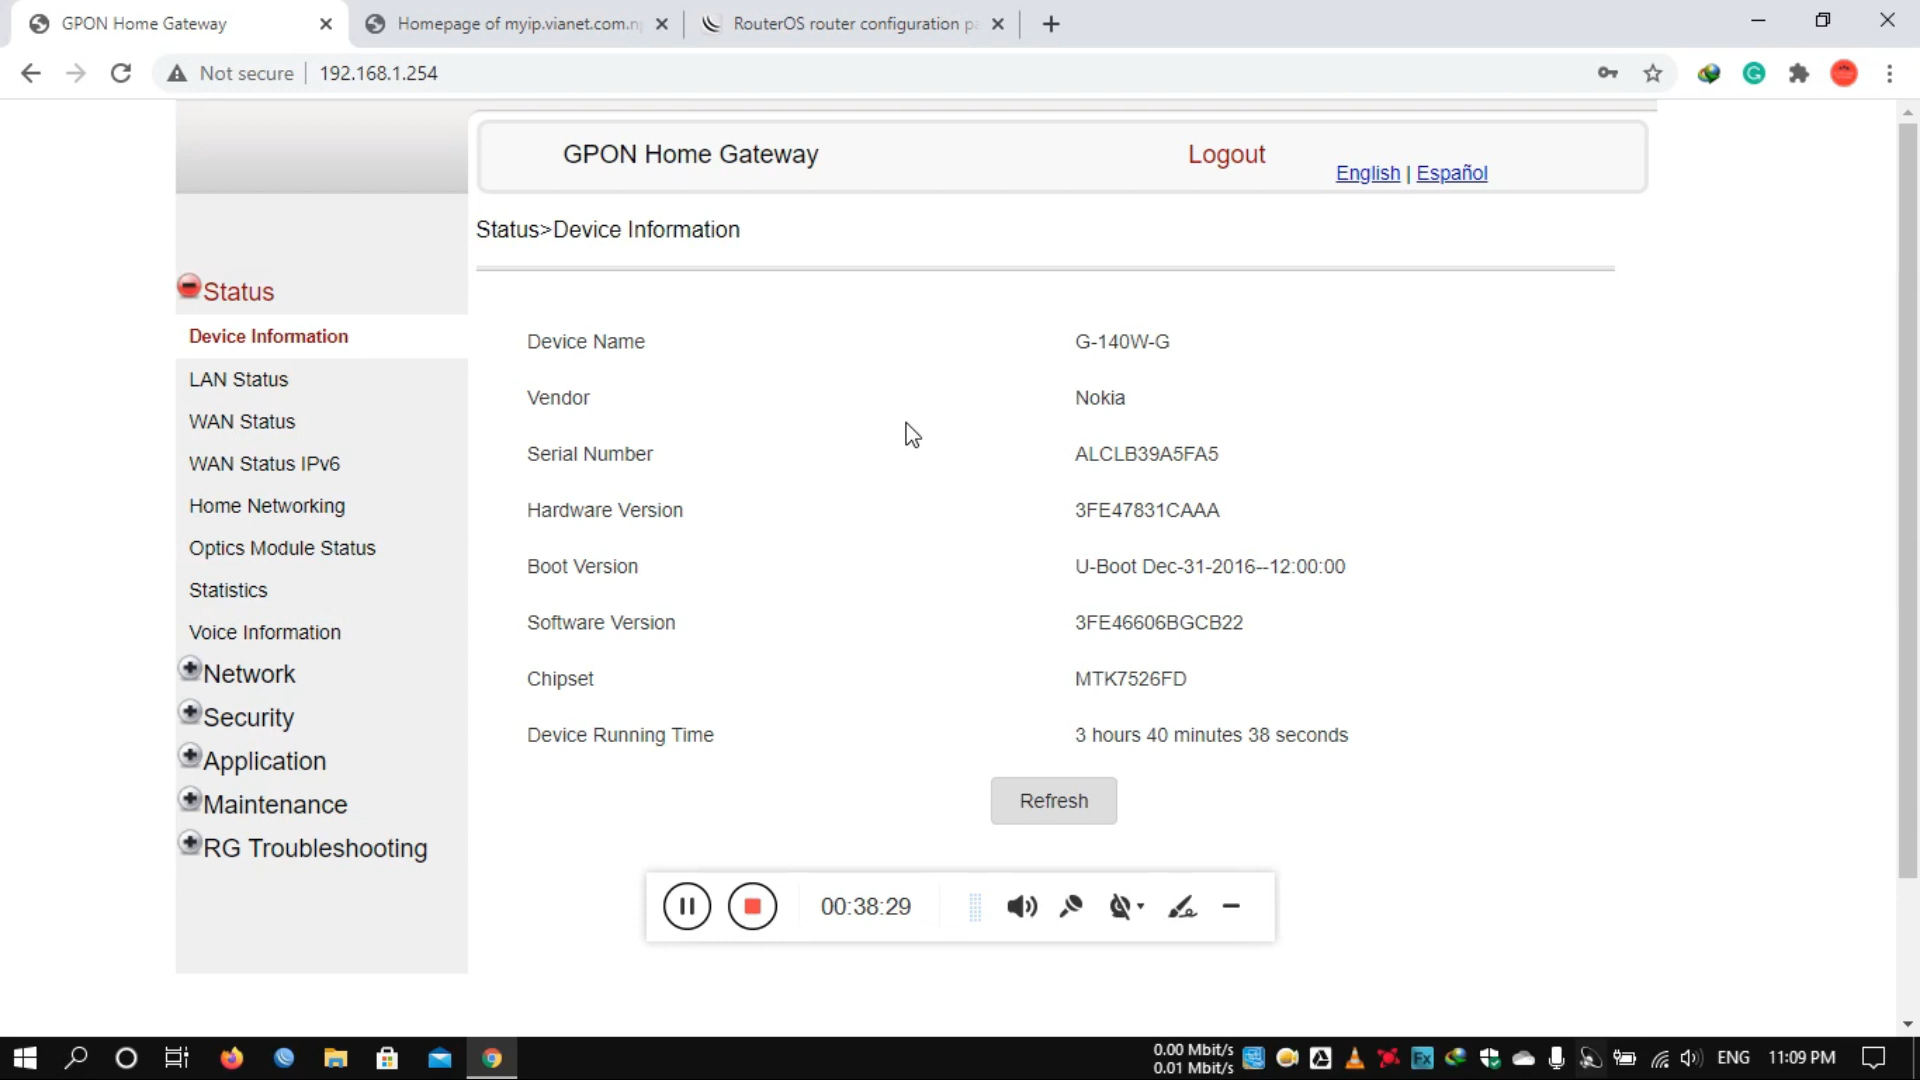 GPON Home Gateway
Homepage of myip.vianet.com.n
RouterOS router configuration pa
Not secure
192.168.1.254
GPON Home Gateway
Logout
English | Español
Status>Device Information
Status
Device Information
LAN Status
WAN Status
WAN Status IPv6
Home Networking
Optics Module Status
Statistics
Voice Information
Network
Security
Application
Maintenance
RG Troubleshooting
Device Name G-140W-G
Vendor Nokia
Serial Number ALCLB39A5FA5
Hardware Version 3FE47831CAAA
Boot Version U-Boot Dec-31-2016--12:00:00
Software Version 3FE46606BGCB22
Chipset MTK7526FD
Device Running Time 3 hours 40 minutes 38 seconds
Refresh
00:38:29
0.00 Mbit/s
0.01 Mbit/s
Fx
ENG
11:09 PM